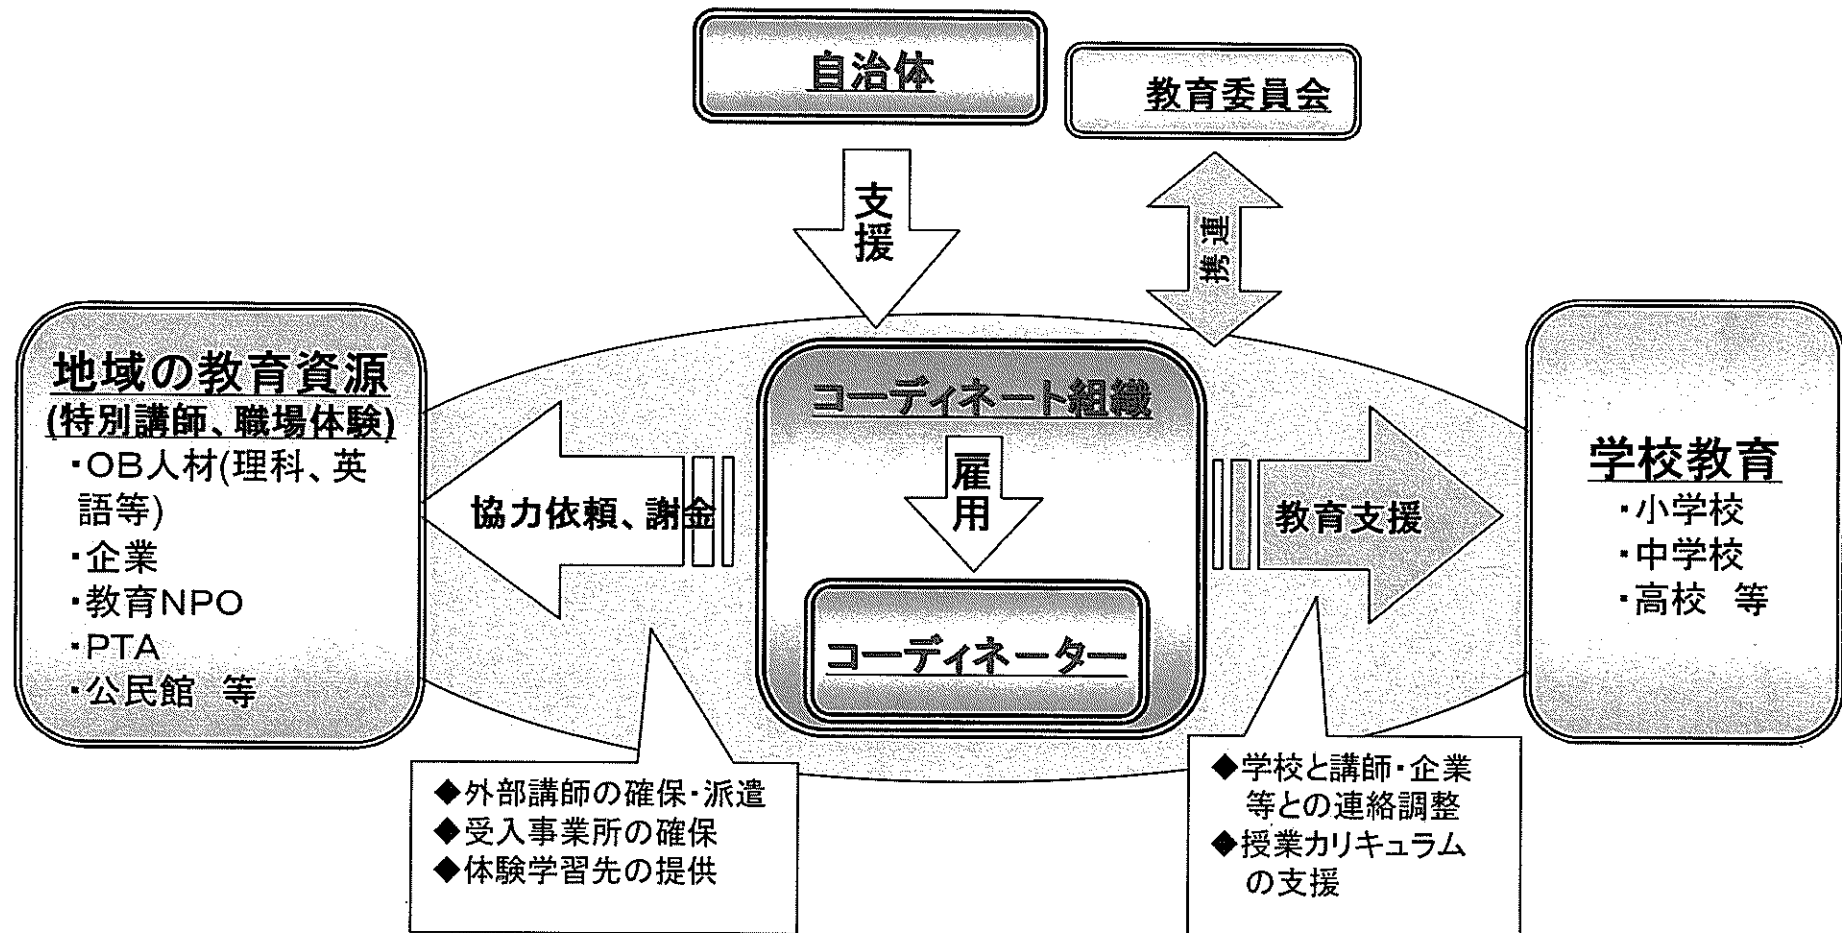 自治体
教育委員会
支援
連携
地域の教育資源
(特別講師、職場体験)
・OB人材(理科、英
語等)
・企業
・教育NPO
・PTA
・公民館 等
協力依頼、謝金
コーディネート組織
雇用
コーディネーター
教育支援
学校教育
・小学校
・中学校
・高校 等
◆外部講師の確保・派遣
◆受入事業所の確保
◆体験学習先の提供
◆学校と講師・企業
等との連絡調整
◆授業カリキュラム
の支援